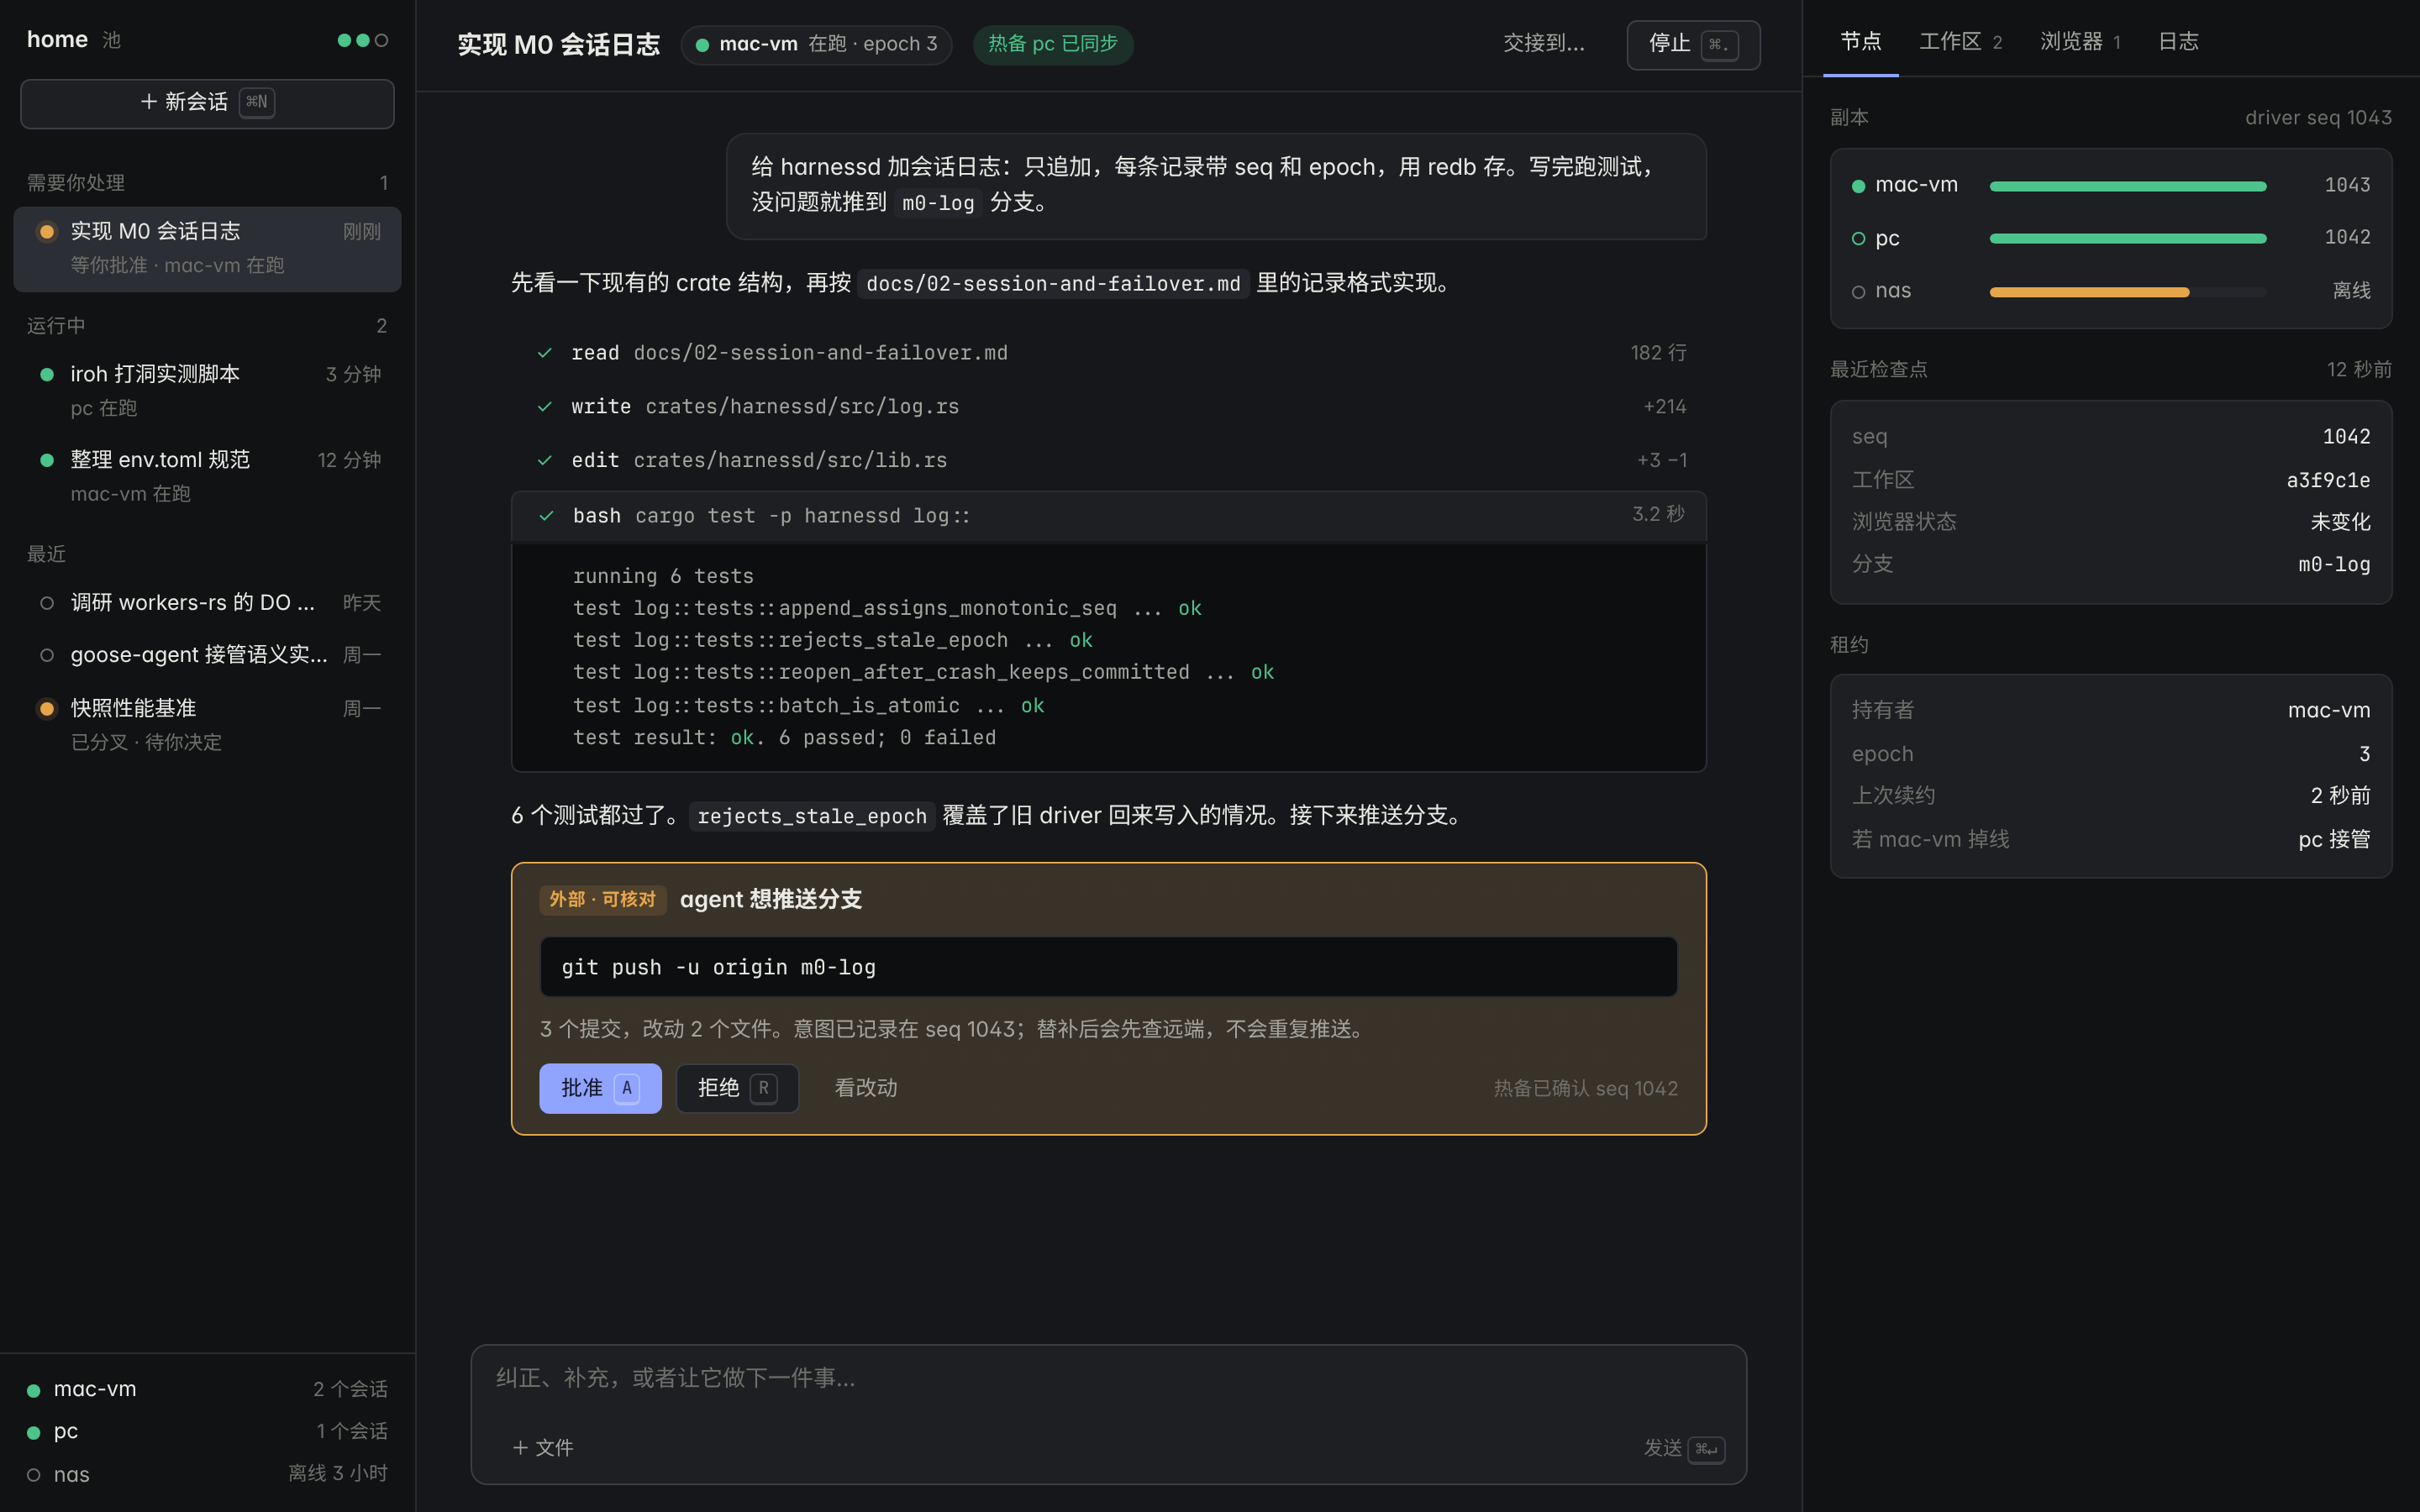 home 池
+ 新会话 ⌘N
需要你处理 1
实现 M0 会话日志 刚刚
等你批准 · mac-vm 在跑
运行中 2
iroh 打洞实测脚本 3 分钟
pc 在跑
整理 env.toml 规范 12 分钟
mac-vm 在跑
最近
调研 workers-rs 的 DO ... 昨天
goose-agent 接管语义实... 周一
快照性能基准 周一
已分叉 · 待你决定
mac-vm 2 个会话
pc 1 个会话
nas 离线 3 小时
实现 M0 会话日志 mac-vm 在跑 · epoch 3 热备 pc 已同步 交接到... 停止 ⌘.
给 harnessd 加会话日志：只追加，每条记录带 seq 和 epoch，用 redb 存。写完跑测试，
没问题就推到 m0-log 分支。
先看一下现有的 crate 结构，再按 docs/02-session-and-failover.md 里的记录格式实现。
✓ read docs/02-session-and-failover.md 182 行
✓ write crates/harnessd/src/log.rs +214
✓ edit crates/harnessd/src/lib.rs +3 −1
✓ bash cargo test -p harnessd log:: 3.2 秒
running 6 tests
test log::tests::append_assigns_monotonic_seq ... ok
test log::tests::rejects_stale_epoch ... ok
test log::tests::reopen_after_crash_keeps_committed ... ok
test log::tests::batch_is_atomic ... ok
test result: ok. 6 passed; 0 failed
6 个测试都过了。 rejects_stale_epoch 覆盖了旧 driver 回来写入的情况。接下来推送分支。
外部 · 可核对 agent 想推送分支
git push -u origin m0-log
3 个提交，改动 2 个文件。意图已记录在 seq 1043；替补后会先查远端，不会重复推送。
批准 A 拒绝 R 看改动 热备已确认 seq 1042
纠正、补充，或者让它做下一件事...
+ 文件 发送 ⌘↵
节点 工作区 2 浏览器 1 日志
副本 driver seq 1043
mac-vm 1043
pc 1042
nas 离线
最近检查点 12 秒前
seq 1042
工作区 a3f9c1e
浏览器状态 未变化
分支 m0-log
租约
持有者 mac-vm
epoch 3
上次续约 2 秒前
若 mac-vm 掉线 pc 接管